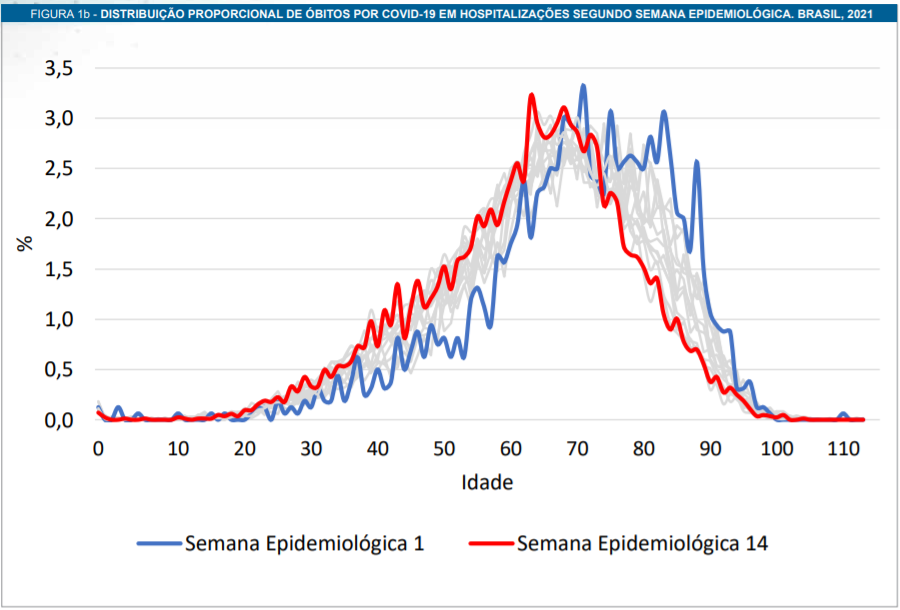 FIGURA 1b - DISTRIBUIÇÃO PROPORCIONAL DE ÓBITOS POR COVID-19 EM HOSPITALIZAÇÕES SEGUNDO SEMANA EPIDEMIOLÓGICA. BRASIL, 2021
3,5
3,0
2,5
2,0
%
1,5
1,0
0,5
0,0
0 10 20 30 40 50 60 70 80 90 100 110
Idade
Semana Epidemiológica 1 Semana Epidemiológica 14